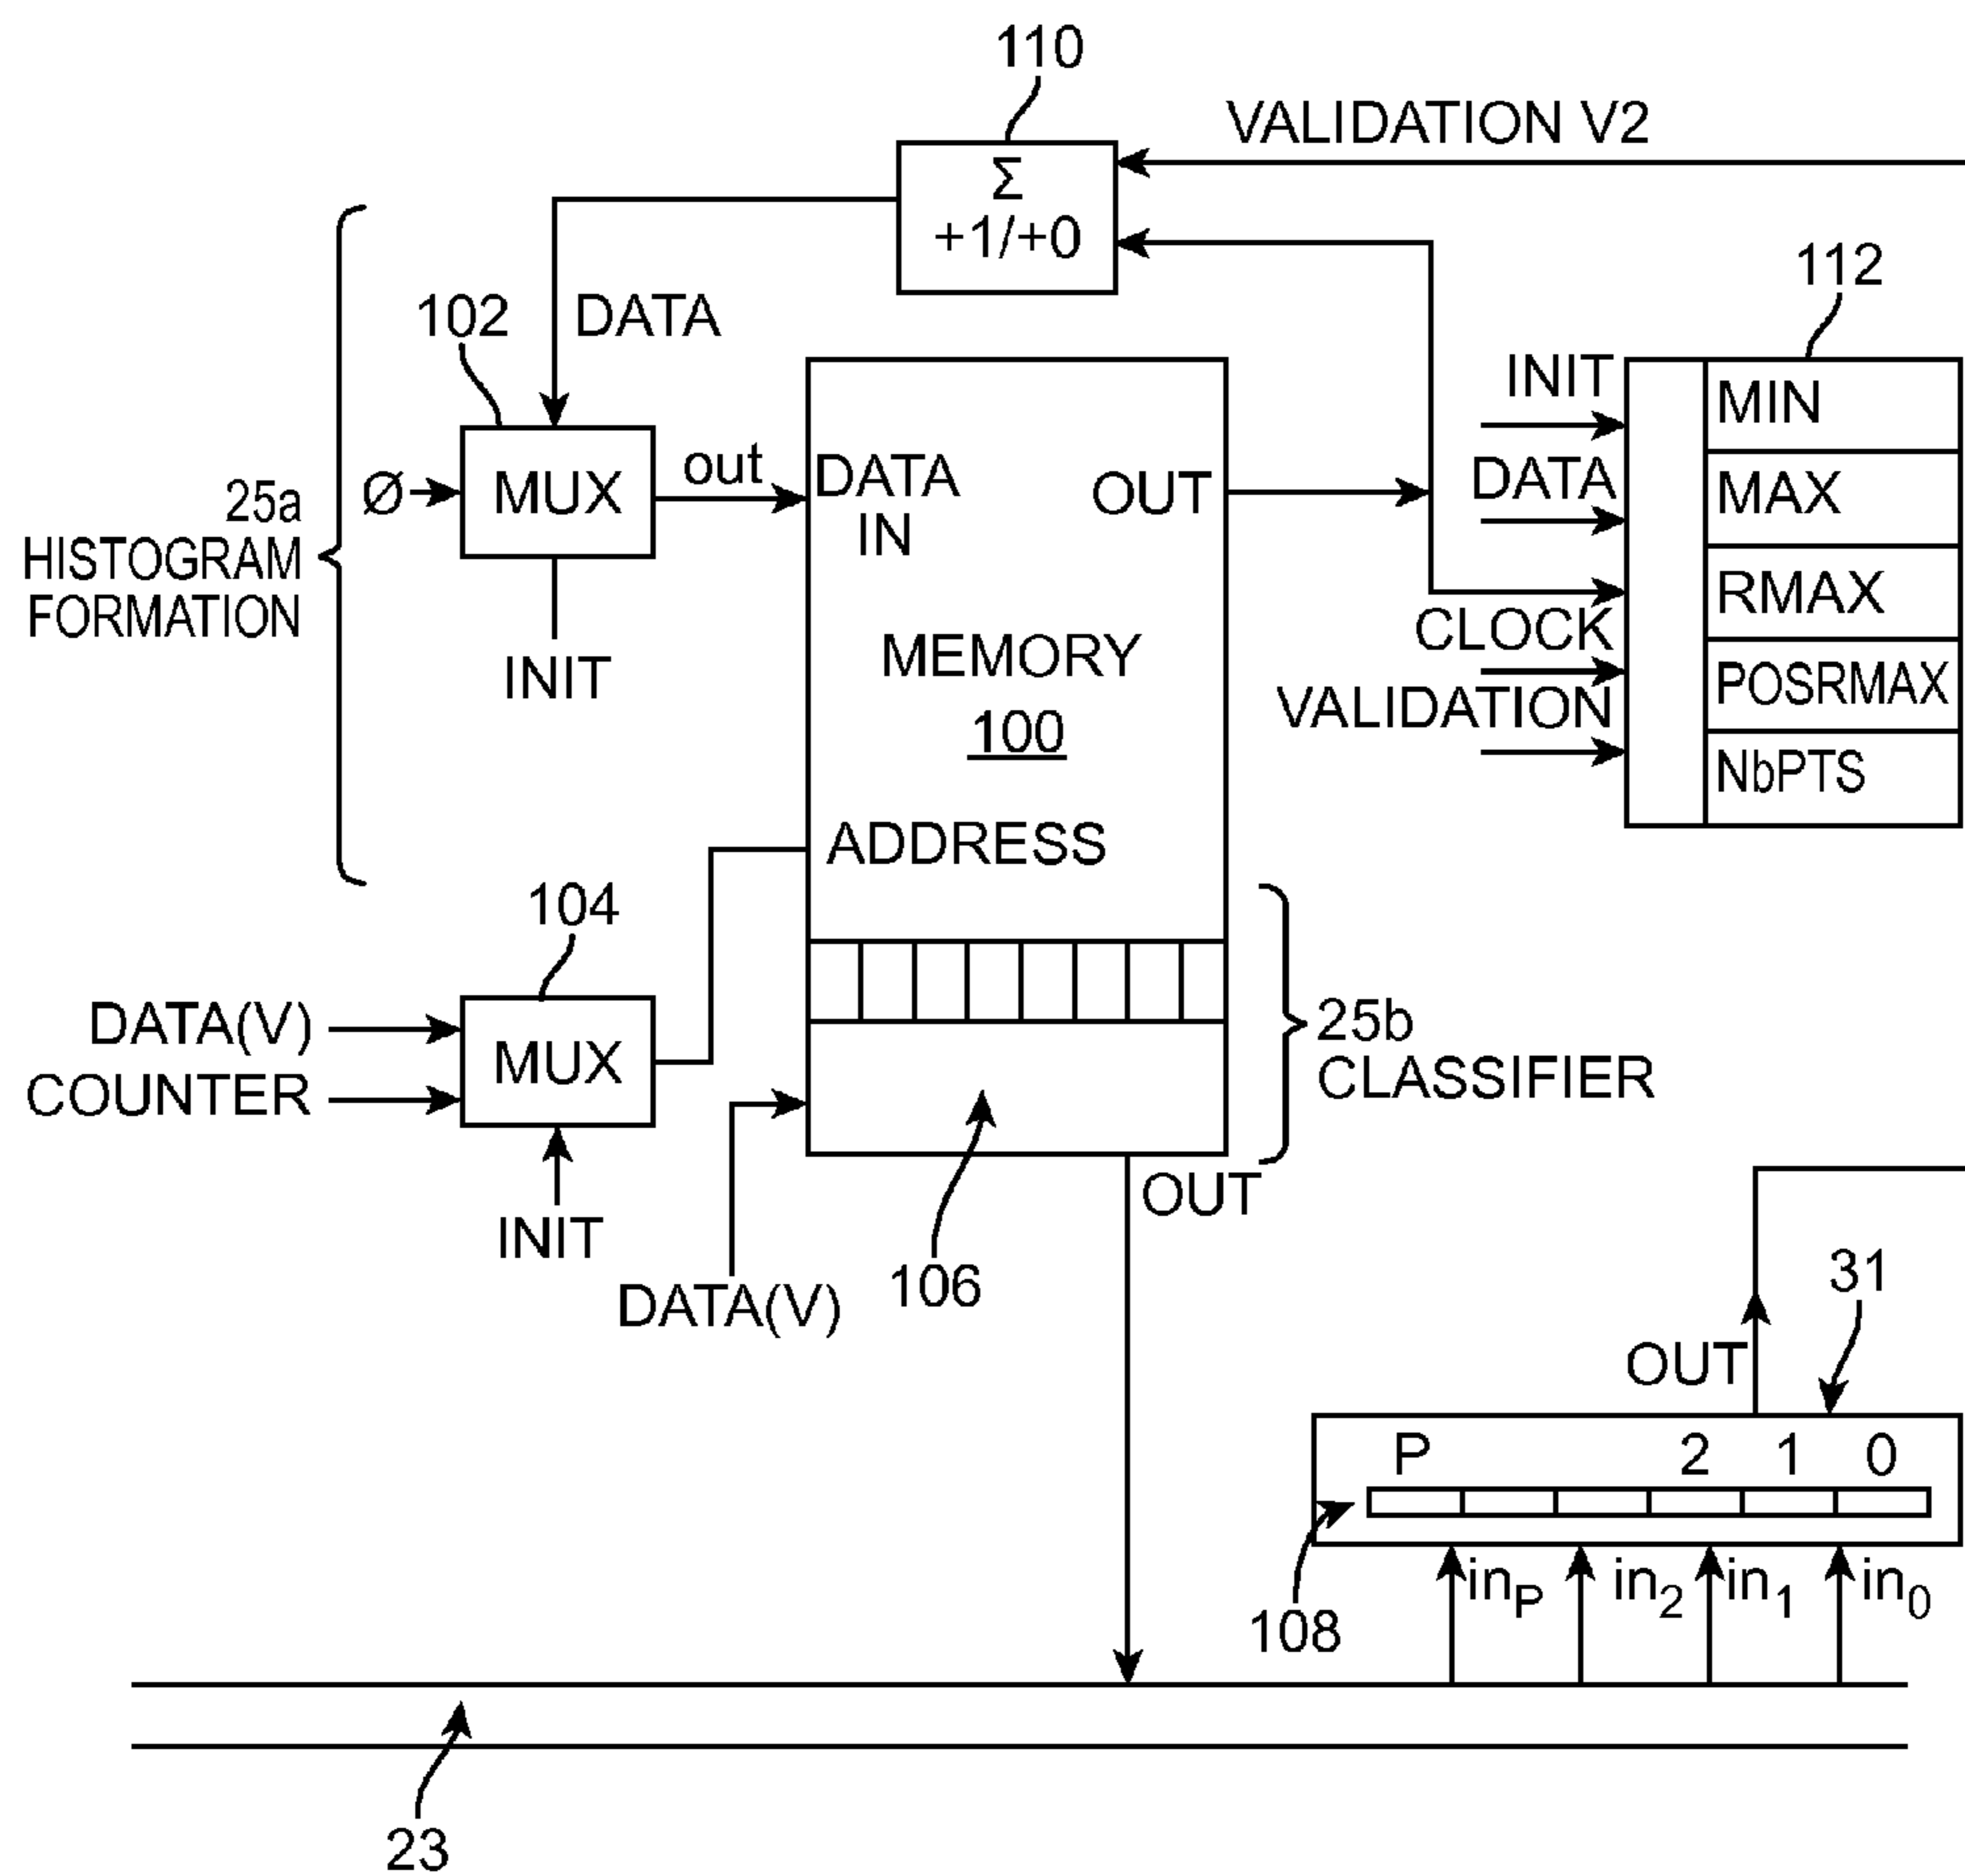 110
VALIDATION V2
Σ
+1/+0
112
102
DATA
INIT
MIN
DATA
MAX
25a
HISTOGRAM
FORMATION
Ø
MUX
out
DATA
IN
OUT
RMAX
CLOCK
INIT
MEMORY
100
POSRMAX
VALIDATION
NbPTS
ADDRESS
104
DATA(V)
COUNTER
MUX
25b
CLASSIFIER
OUT
INIT
DATA(V)
106
31
OUT
P 2 1 0
108
inP in2 in1 in0
23